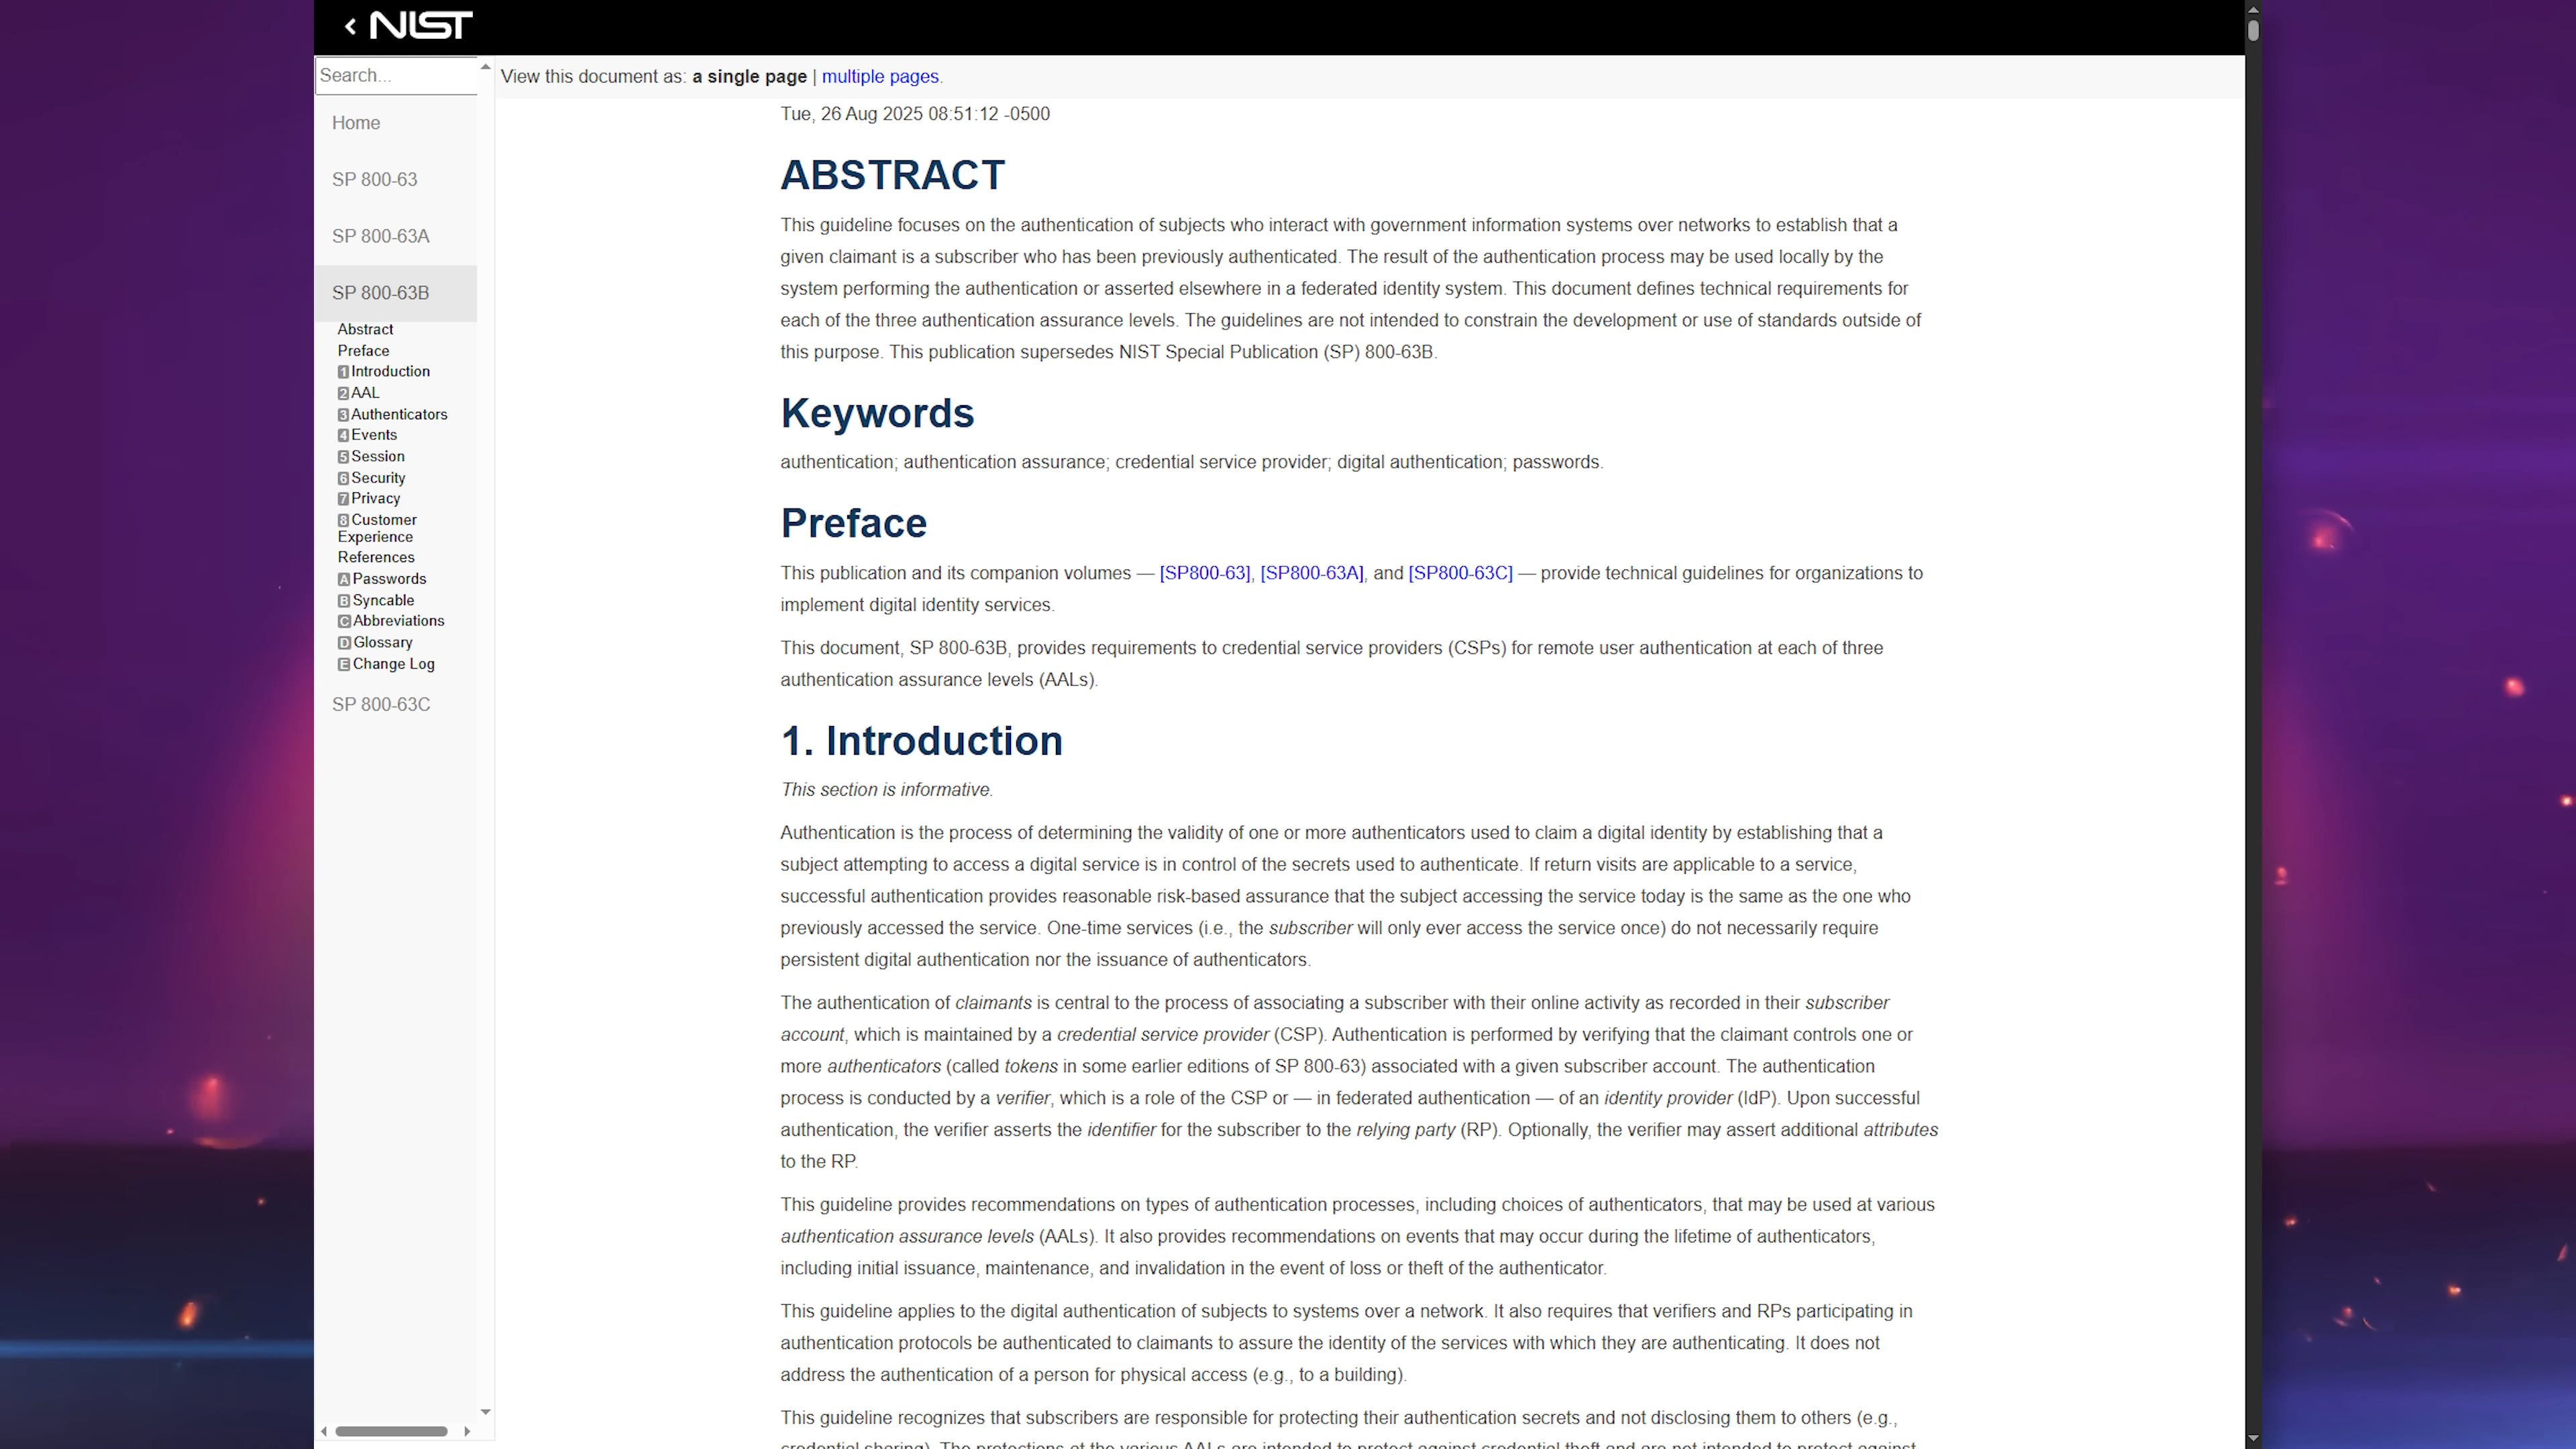 NIST
Search...
Home
SP 800-63
SP 800-63A
SP 800-63B
Abstract
Preface
1 Introduction
2 AAL
3 Authenticators
4 Events
5 Session
6 Security
7 Privacy
8 Customer
Experience
References
A Passwords
B Syncable
C Abbreviations
D Glossary
E Change Log
SP 800-63C
View this document as: a single page | multiple pages.
Tue, 26 Aug 2025 08:51:12 -0500
ABSTRACT
This guideline focuses on the authentication of subjects who interact with government information systems over networks to establish that a
given claimant is a subscriber who has been previously authenticated. The result of the authentication process may be used locally by the
system performing the authentication or asserted elsewhere in a federated identity system. This document defines technical requirements for
each of the three authentication assurance levels. The guidelines are not intended to constrain the development or use of standards outside of
this purpose. This publication supersedes NIST Special Publication (SP) 800-63B.
Keywords
authentication; authentication assurance; credential service provider; digital authentication; passwords.
Preface
This publication and its companion volumes — [SP800-63], [SP800-63A], and [SP800-63C] — provide technical guidelines for organizations to
implement digital identity services.
This document, SP 800-63B, provides requirements to credential service providers (CSPs) for remote user authentication at each of three
authentication assurance levels (AALs).
1. Introduction
This section is informative.
Authentication is the process of determining the validity of one or more authenticators used to claim a digital identity by establishing that a
subject attempting to access a digital service is in control of the secrets used to authenticate. If return visits are applicable to a service,
successful authentication provides reasonable risk-based assurance that the subject accessing the service today is the same as the one who
previously accessed the service. One-time services (i.e., the subscriber will only ever access the service once) do not necessarily require
persistent digital authentication nor the issuance of authenticators.
The authentication of claimants is central to the process of associating a subscriber with their online activity as recorded in their subscriber
account, which is maintained by a credential service provider (CSP). Authentication is performed by verifying that the claimant controls one or
more authenticators (called tokens in some earlier editions of SP 800-63) associated with a given subscriber account. The authentication
process is conducted by a verifier, which is a role of the CSP or — in federated authentication — of an identity provider (IdP). Upon successful
authentication, the verifier asserts the identifier for the subscriber to the relying party (RP). Optionally, the verifier may assert additional attributes
to the RP.
This guideline provides recommendations on types of authentication processes, including choices of authenticators, that may be used at various
authentication assurance levels (AALs). It also provides recommendations on events that may occur during the lifetime of authenticators,
including initial issuance, maintenance, and invalidation in the event of loss or theft of the authenticator.
This guideline applies to the digital authentication of subjects to systems over a network. It also requires that verifiers and RPs participating in
authentication protocols be authenticated to claimants to assure the identity of the services with which they are authenticating. It does not
address the authentication of a person for physical access (e.g., to a building).
This guideline recognizes that subscribers are responsible for protecting their authentication secrets and not disclosing them to others (e.g.,
credential sharing). The protections at the various AALs are intended to protect against credential theft and are not intended to protect against